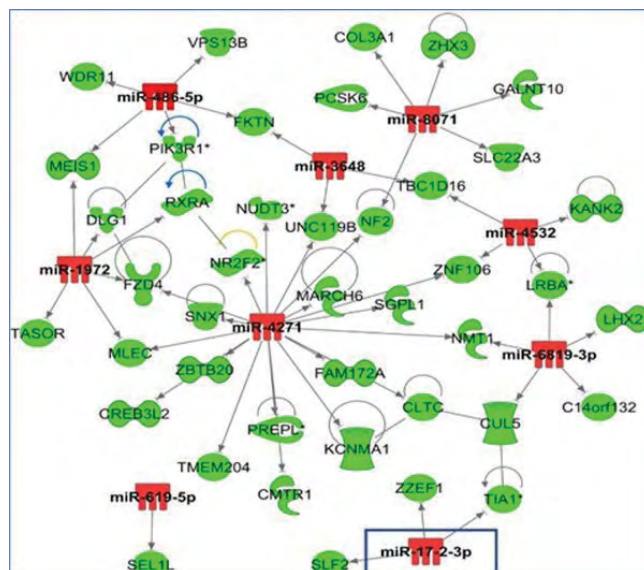 VPS13B
COL3A1
ZHX3
WDR11
miR-486-5p
PCSK6
GALNT10
miR-8071
FKTN
PIK3R1*
miR-3648
SLC22A3
MEIS1
TBC1D16
RXRA
NUDT3*
KANK2
DLG1
UNC119B
NF2
miR-4532
NR2F2*
miR-1972
FZD4
ZNF106
MARCH6
LRBA*
SNX1
SGPL1
miR-4271
LHX2
TASOR
MLEC
NMT1
miR-6819-3p
ZBTB20
FAM172A
CREB3L2
CLTC
C14orf132
PREPL*
CUL5
KCNMA1
TMEM204
CMTR1
miR-619-5p
ZZEF1
TIA1*
miR-17-2-3p
SEL1L
SLF2